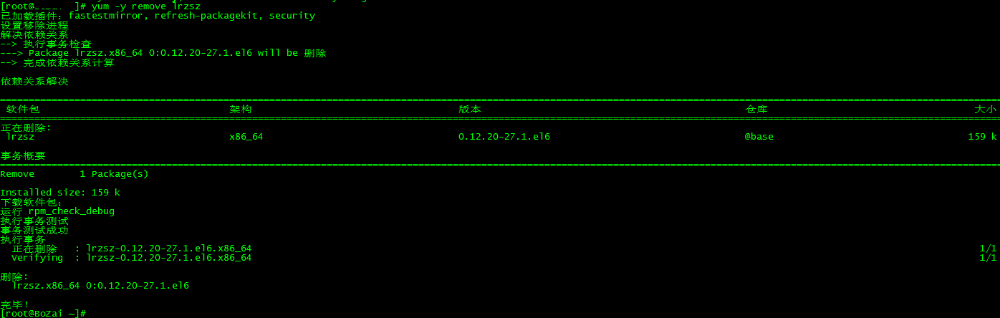 [root@ ]# yum -y remove lrzsz
已加载插件：fastestmirror, refresh-packagekit, security
设置移除进程
解决依赖关系
--> 执行事务检查
---> Package lrzsz.x86_64 0:0.12.20-27.1.el6 will be 删除
--> 完成依赖关系计算
依赖关系解决
软件包 架构 版本 仓库 大小
正在删除:
lrzsz x86_64 0.12.20-27.1.el6 @base 159 k
事务概要
Remove 1 Package(s)
Installed size: 159 k
下载软件包：
运行 rpm_check_debug
执行事务测试
事务测试成功
执行事务
正在删除 : lrzsz-0.12.20-27.1.el6.x86_64 1/1
Verifying : lrzsz-0.12.20-27.1.el6.x86_64 1/1
删除:
lrzsz.x86_64 0:0.12.20-27.1.el6
完毕！
[root@BoZai ~]#